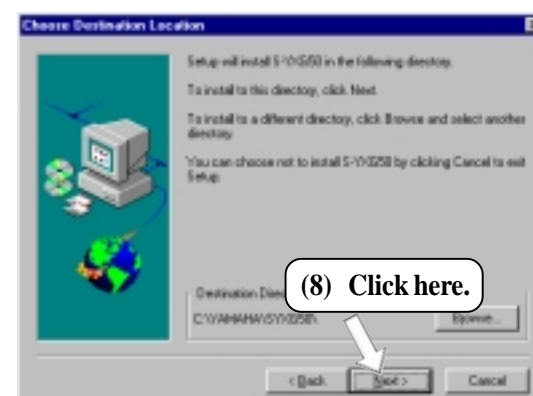 Choose Destination Location
Setup will install S-YXG50 in the following directory.
To install to this directory, click Next.
To install to a different directory, click Browse and select another
directory.
You can choose not to install S-YXG50 by clicking Cancel to exit
Setup.
(8) Click here.
Destination Direc
C:\YAMAHA\SYXG50\
Browse...
< Back
Next >
Cancel